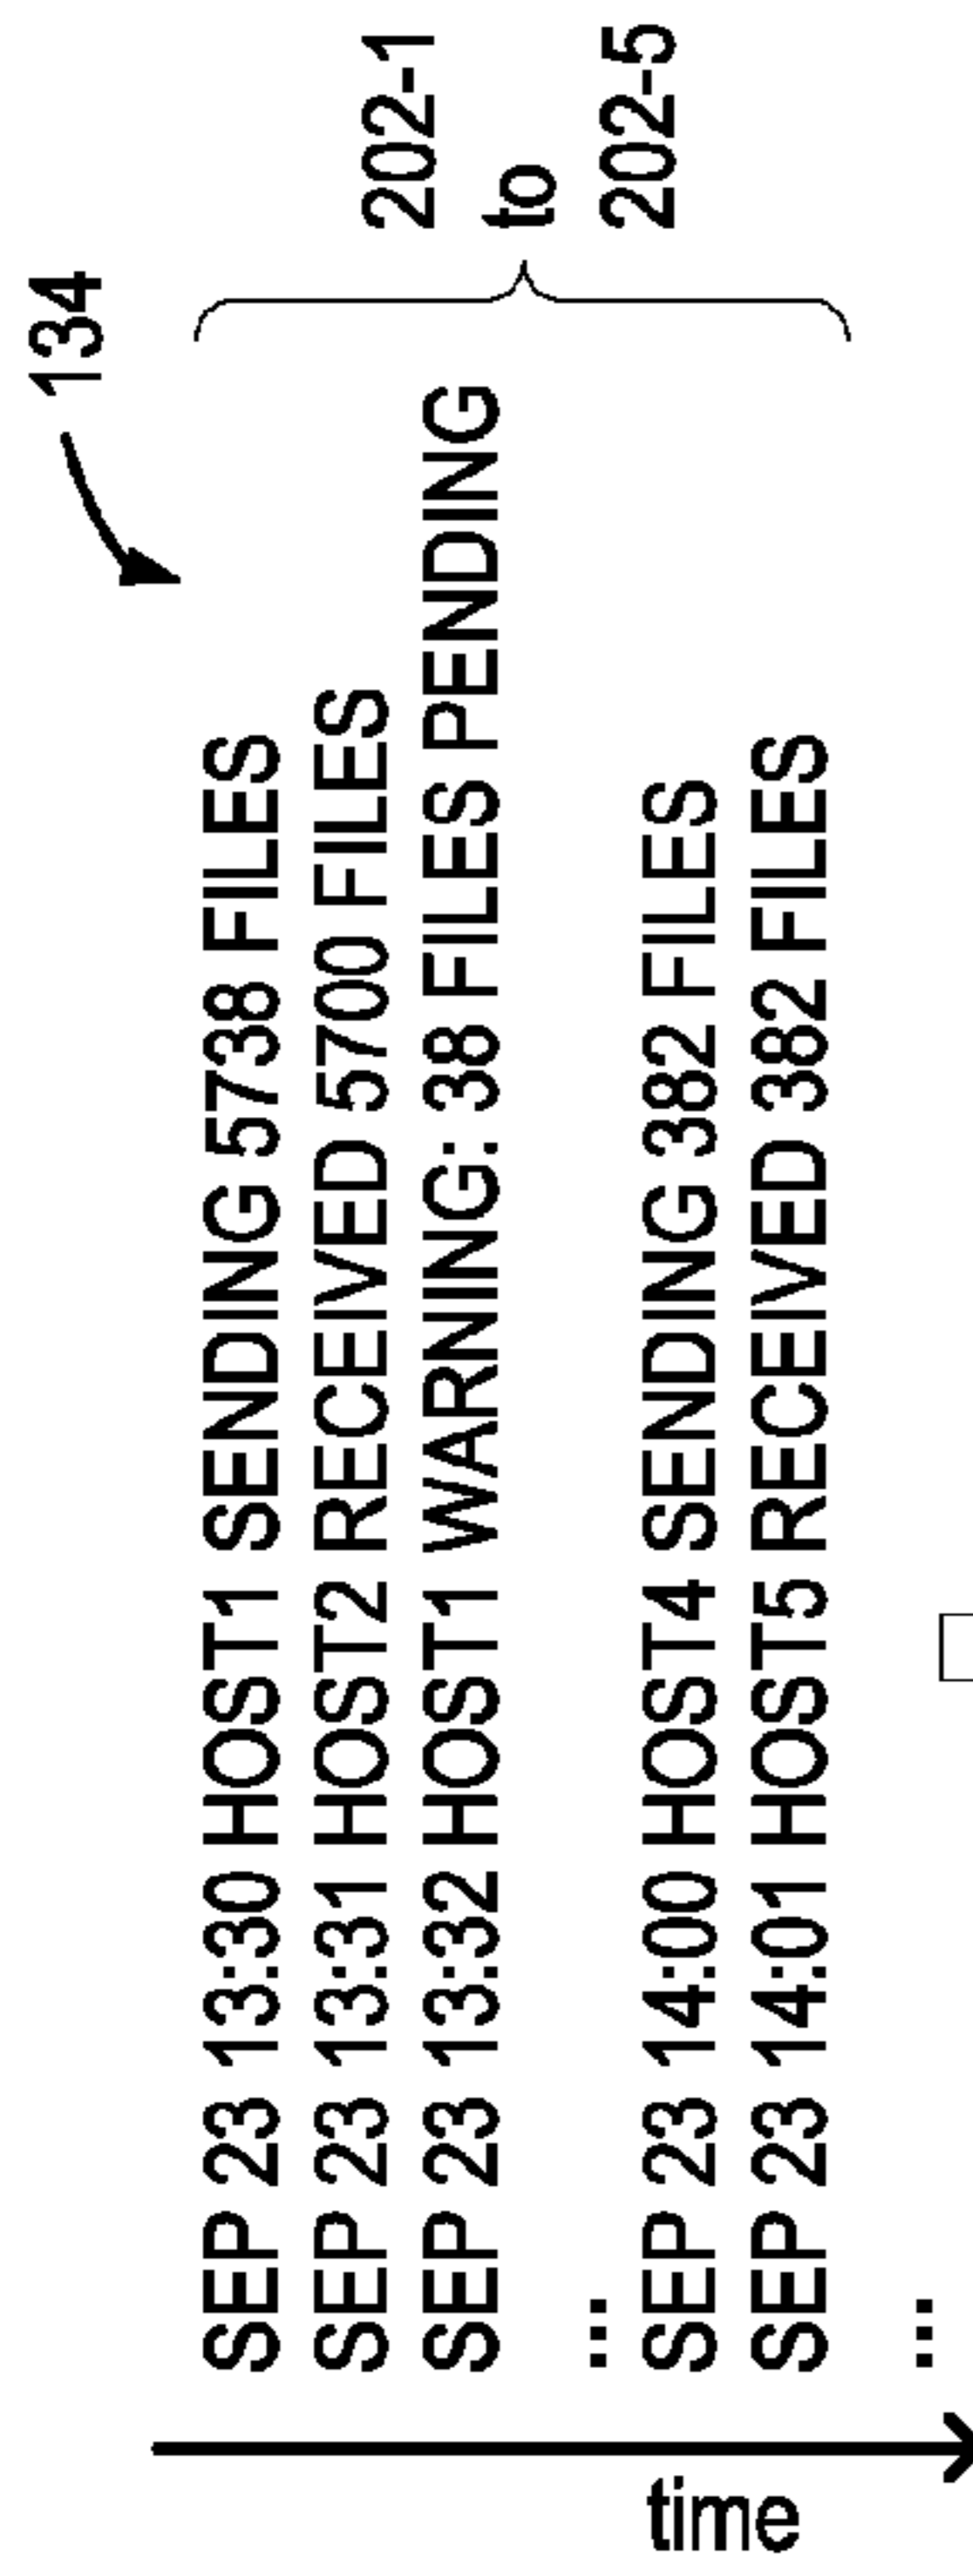 134
SEP 23 13:30 HOST1 SENDING 5738 FILES
SEP 23 13:31 HOST2 RECEIVED 5700 FILES
SEP 23 13:32 HOST1 WARNING: 38 FILES PENDING
...
SEP 23 14:00 HOST4 SENDING 382 FILES
SEP 23 14:01 HOST5 RECEIVED 382 FILES
...
202-1
to
202-5
time